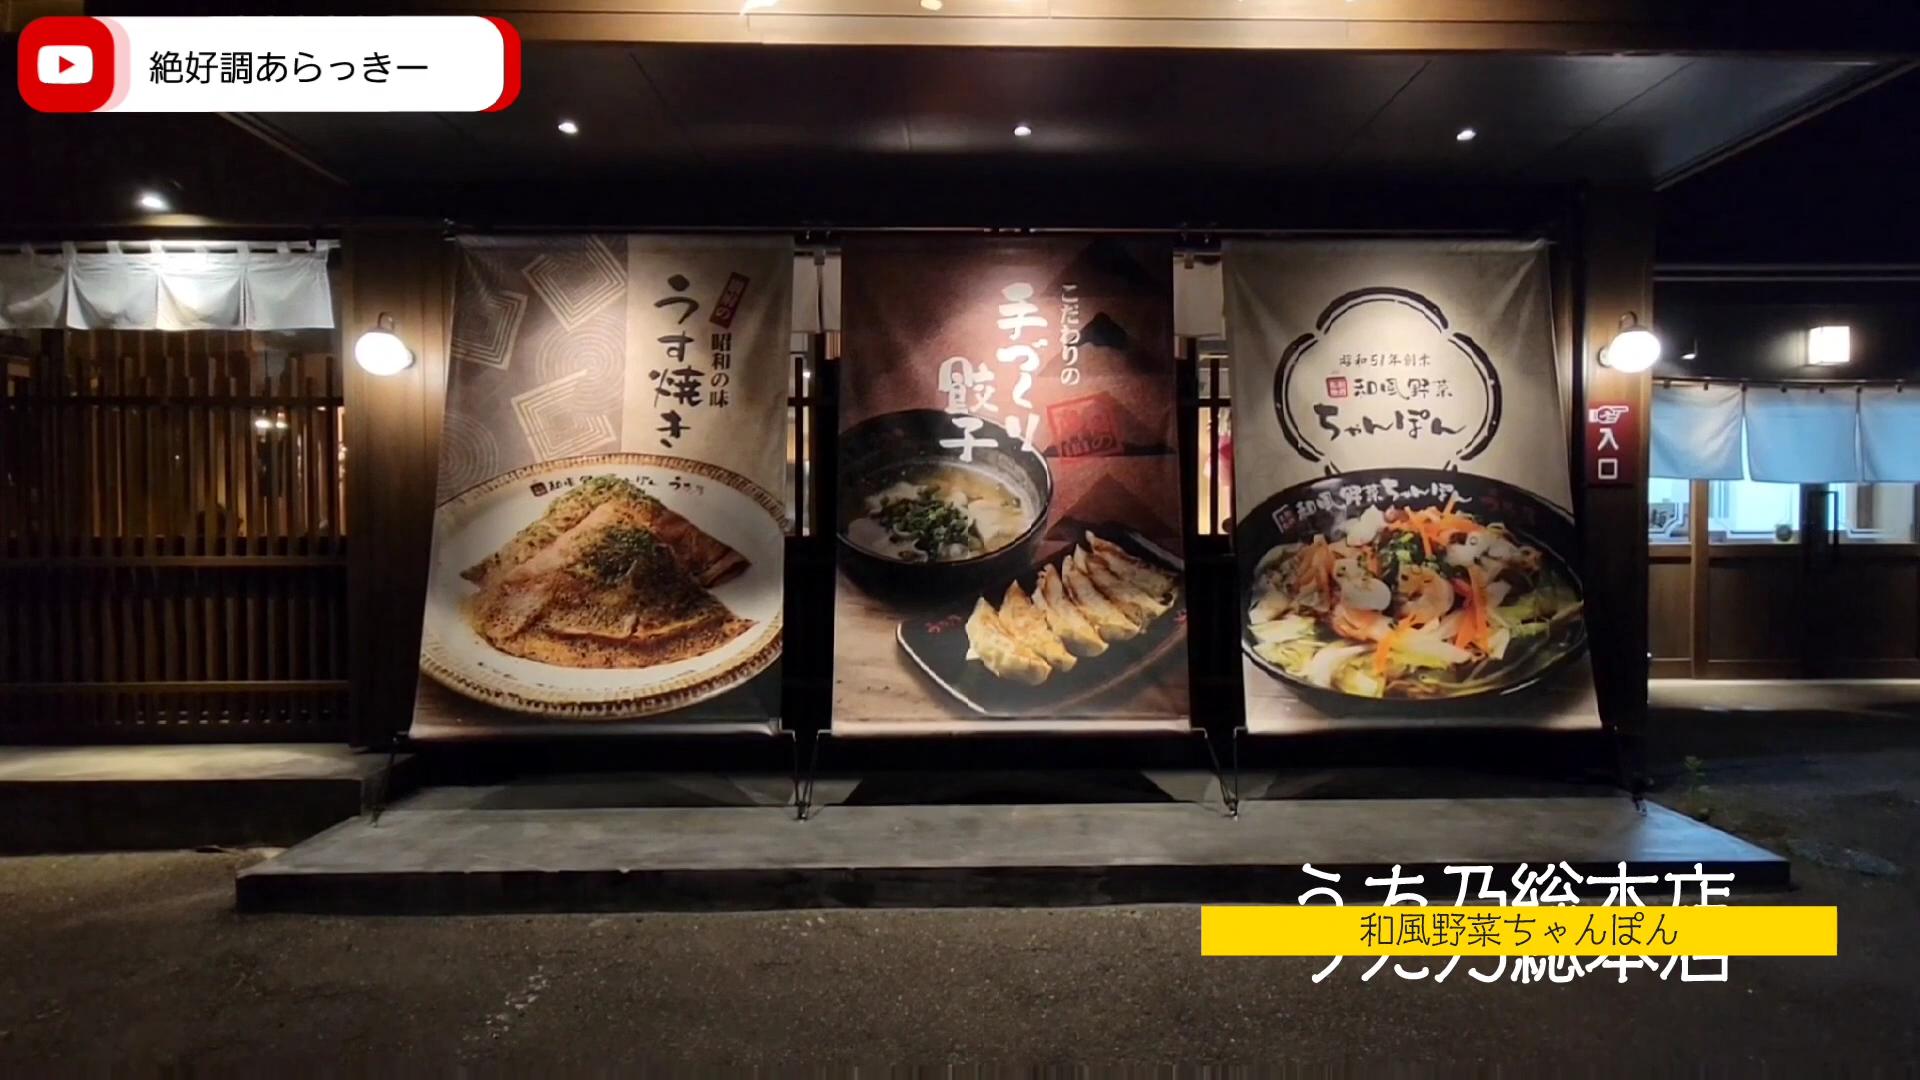 絶好調あらっきー
昭和の味
うす焼き
こだわりの
手づくり
餃子
昭和51年創業
和風野菜
ちゃんぽん
和風野菜ちゃんぽん
入口
うち乃総本店
和風野菜ちゃんぽん